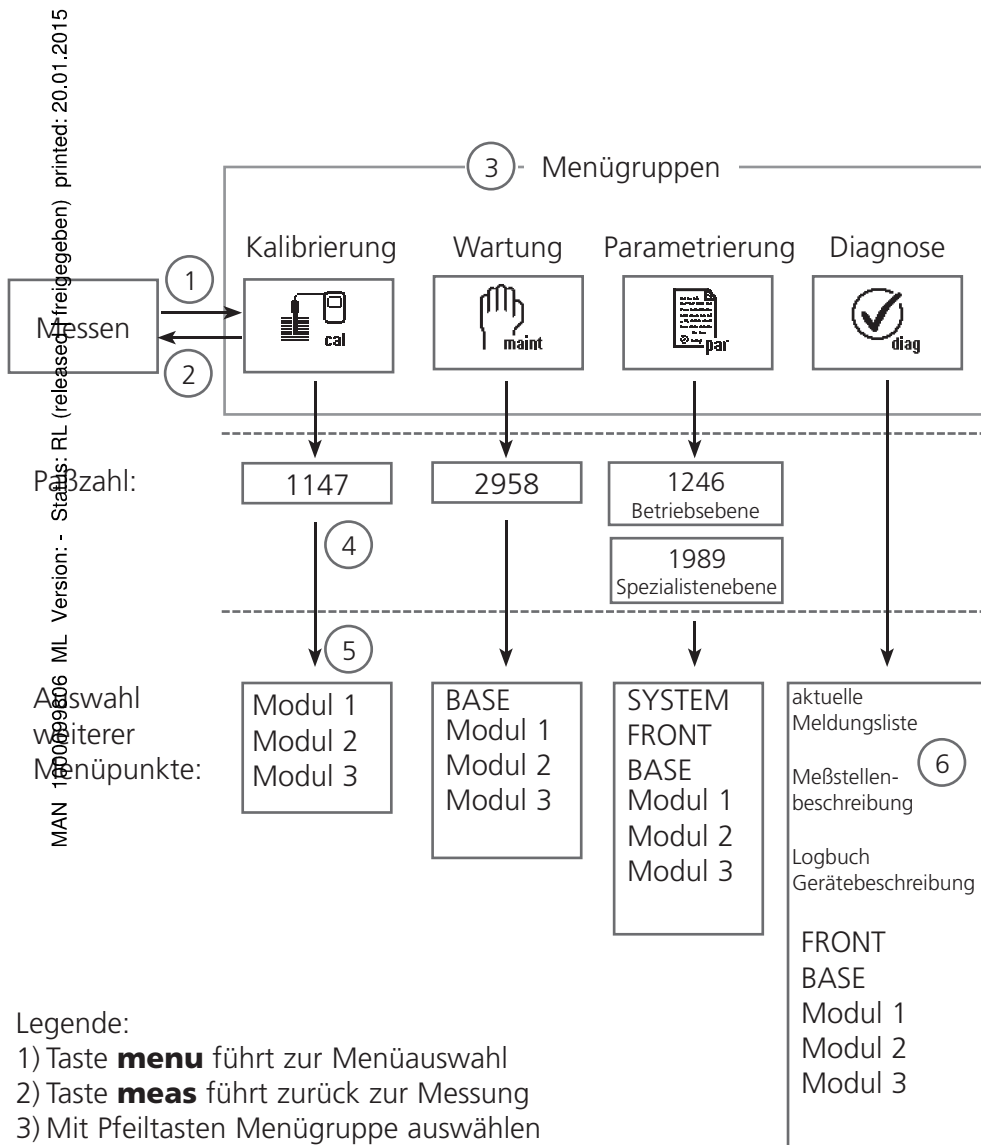 MAN ML Version: - Status: RL (released freigegeben) printed: 20.01.2015
3 Menügruppen
Kalibrierung Wartung Parametrierung Diagnose
1
Messen
cal maint par diag
2
Paßzahl:
1147 2958 1246
Betriebsebene
4
1989
Spezialistenebene
5
Auswahl
weiterer
Menüpunkte:
Modul 1
Modul 2
Modul 3
BASE
Modul 1
Modul 2
Modul 3
SYSTEM
FRONT
BASE
Modul 1
Modul 2
Modul 3
aktuelle
Meldungsliste
6
Meßstellen-
beschreibung
Logbuch
Gerätebeschreibung
FRONT
BASE
Modul 1
Modul 2
Modul 3
Legende:
1) Taste menu führt zur Menüauswahl
2) Taste meas führt zurück zur Messung
3) Mit Pfeiltasten Menügruppe auswählen